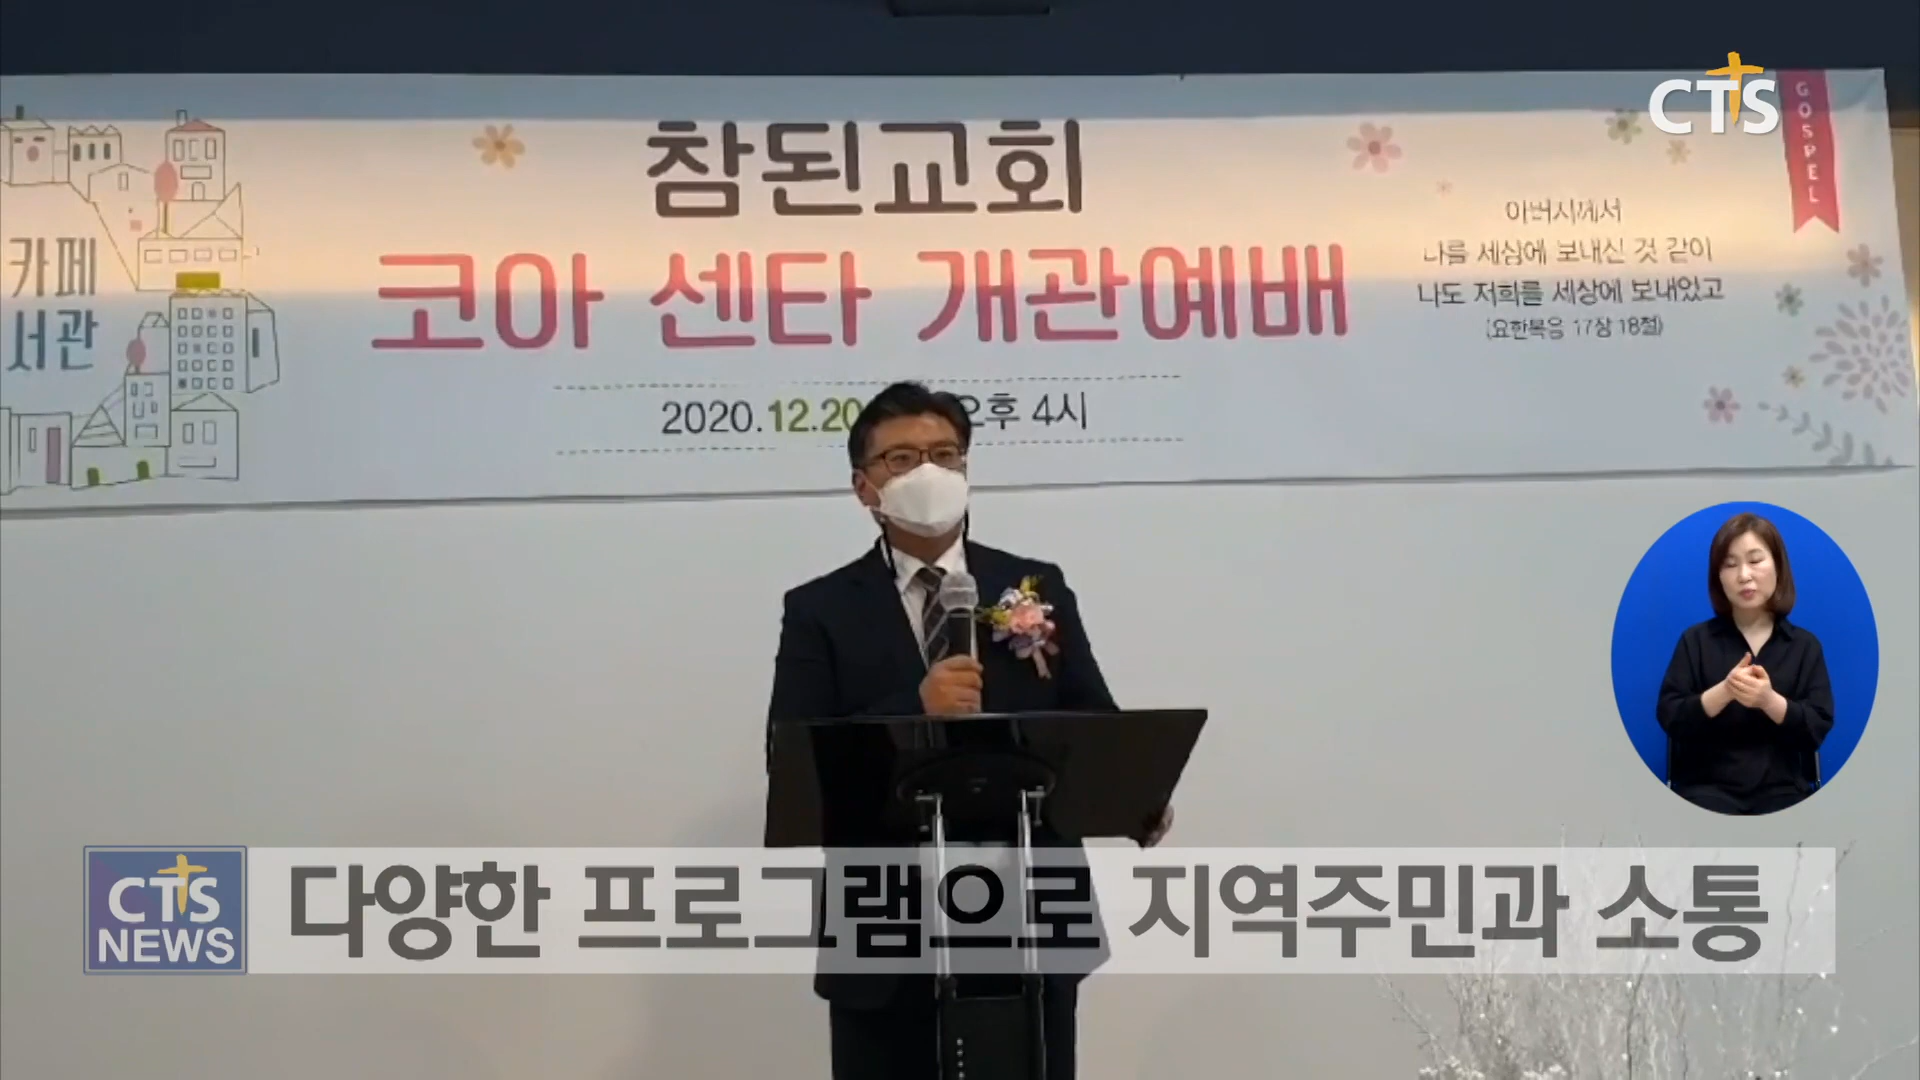 CTS
GOSPEL
참된교회
코아 센타 개관예배
2020.12.20 오후 4시
아버지께서
나를 세상에 보내신 것 같이
나도 저희를 세상에 보내었고
(요한복음 17장 18절)
카페
서관
CTS
NEWS
다양한 프로그램으로 지역주민과 소통